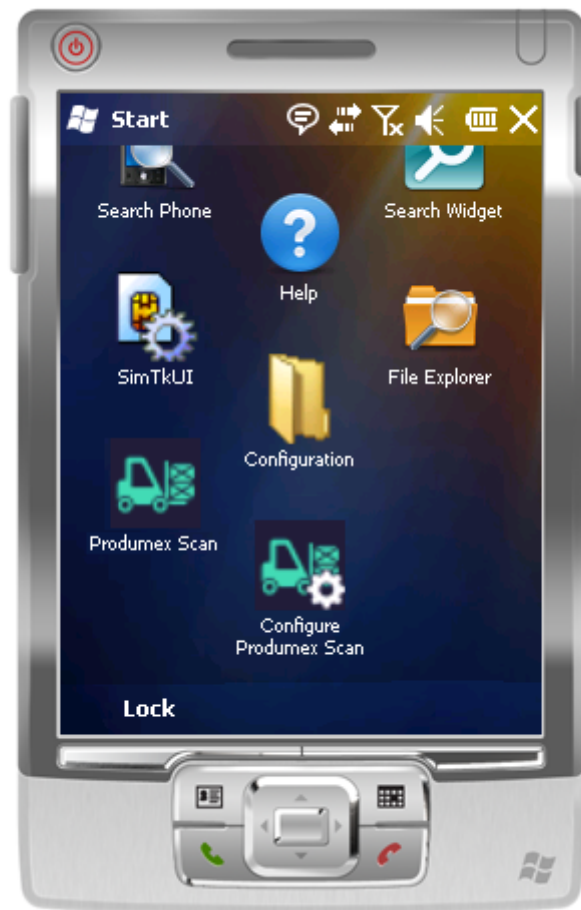 Start
Search Phone
Search Widget
Help
SimTkUI
File Explorer
Configuration
Produmex Scan
Configure
Produmex Scan
Lock